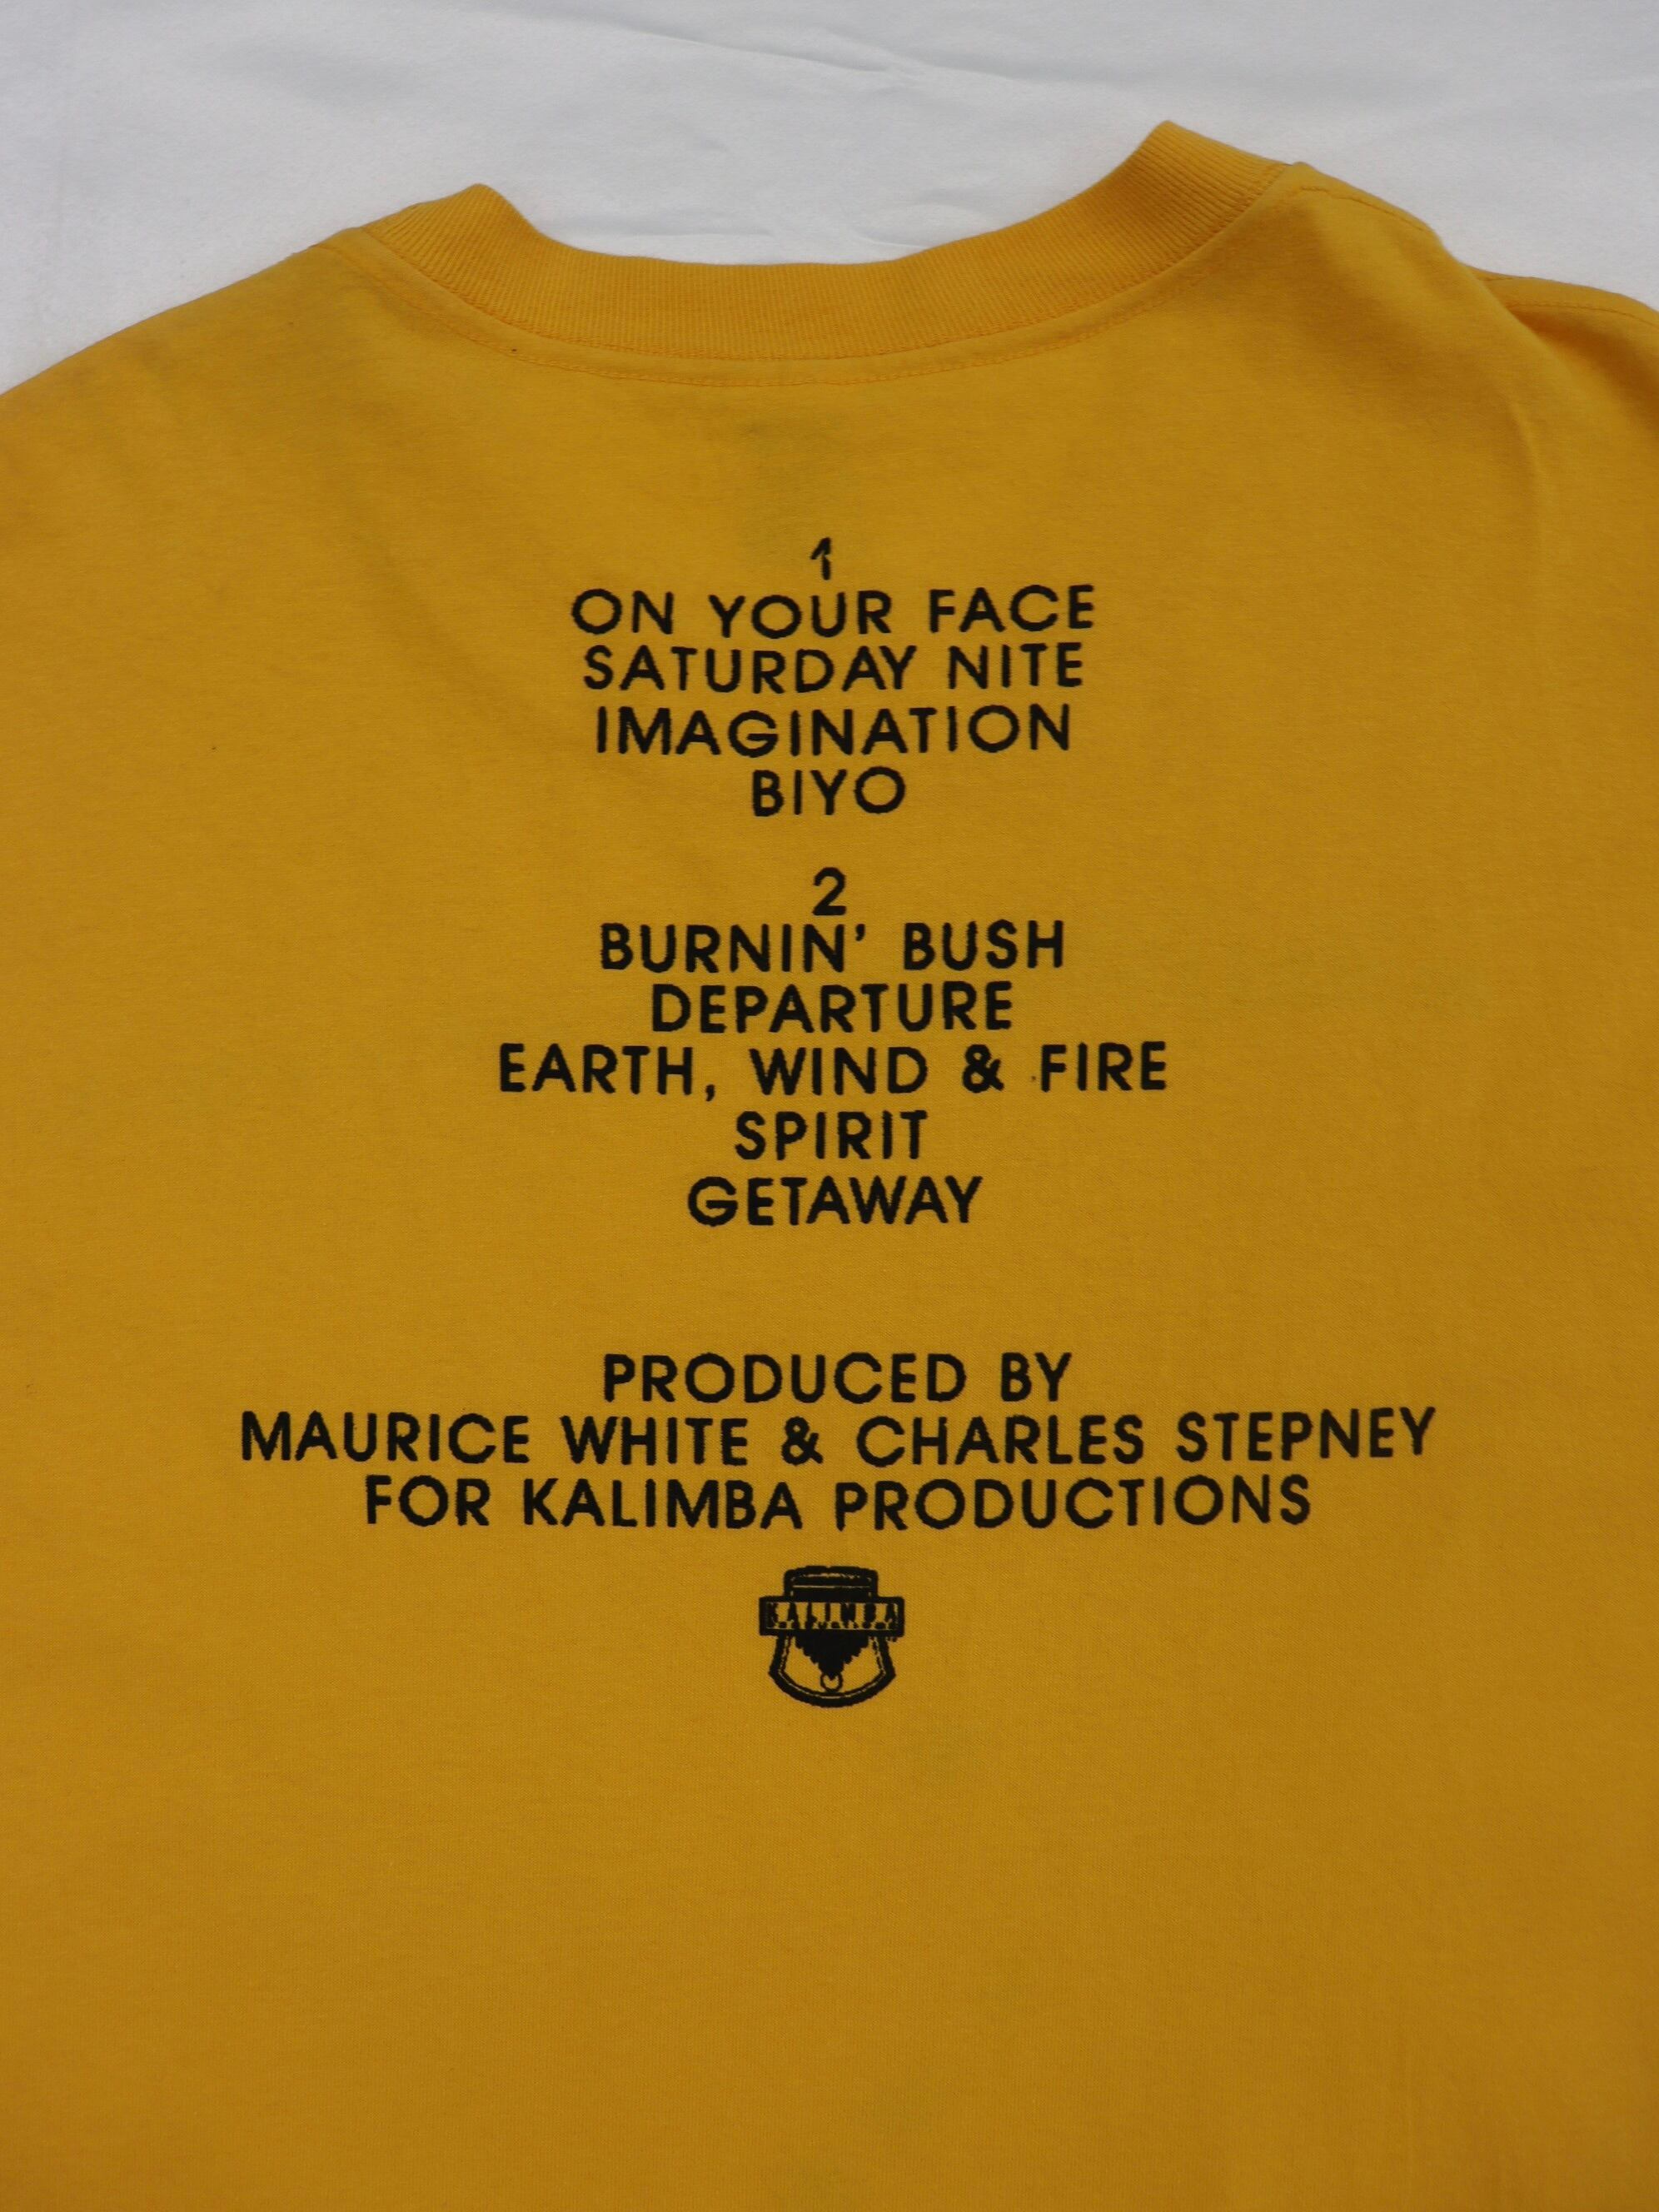 1
ON YOUR FACE
SATURDAY NITE
IMAGINATION
BIYO
2
BURNIN' BUSH
DEPARTURE
EARTH, WIND & FIRE
SPIRIT
GETAWAY
PRODUCED BY
MAURICE WHITE & CHARLES STEPNEY
FOR KALIMBA PRODUCTIONS
KALIMBA